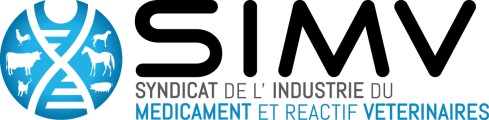 SIMV
SYNDICAT DE L' INDUSTRIE DU
MEDICAMENT ET REACTIF VETERINAIRES